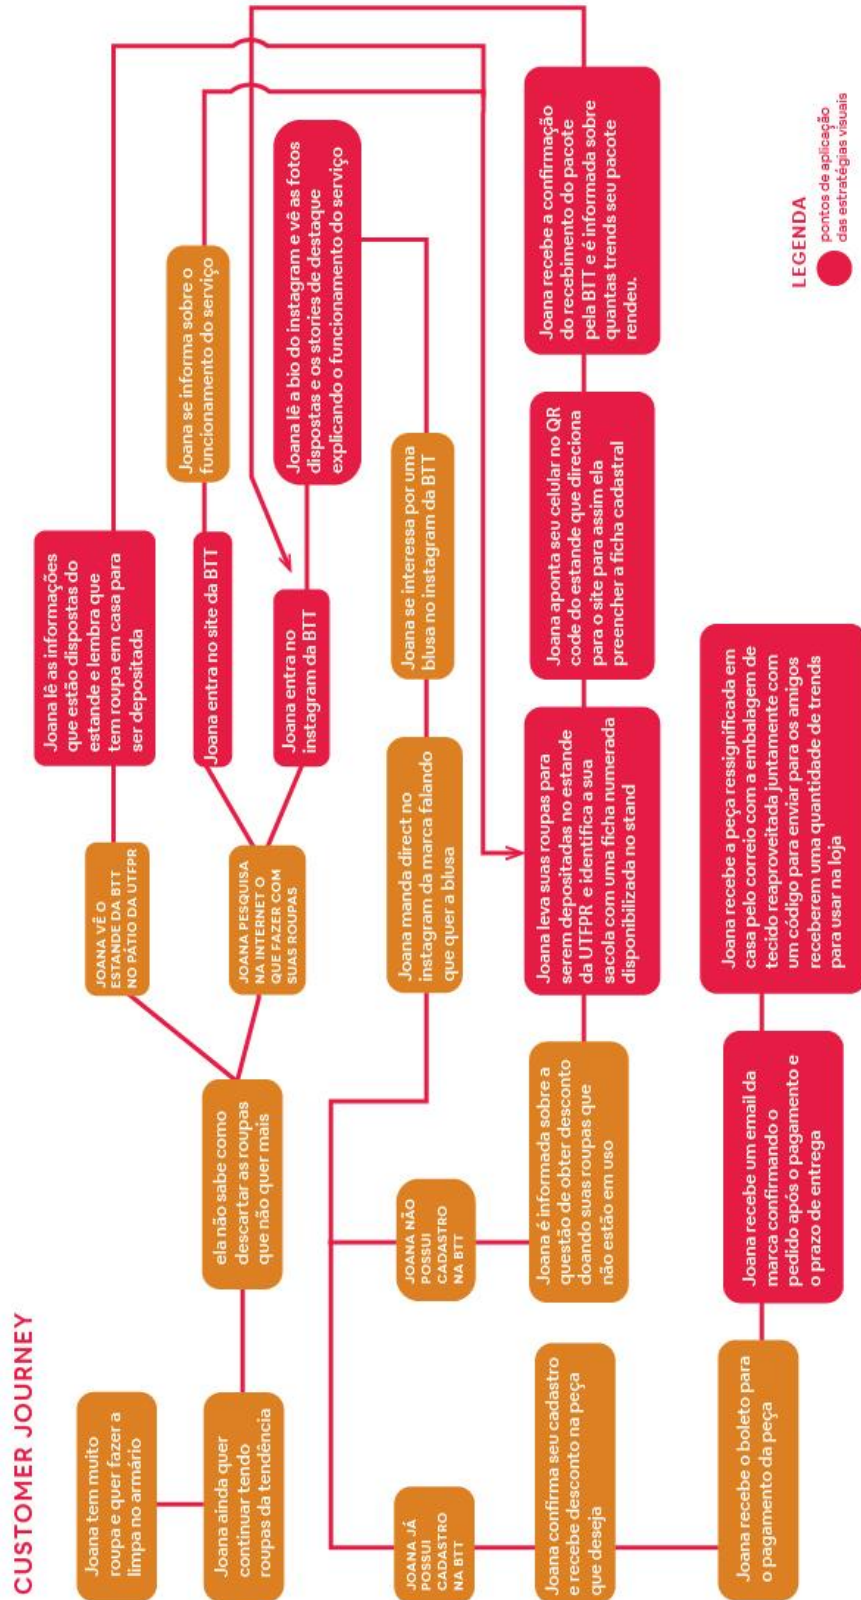 CUSTOMER JOURNEY
Joana tem muito
roupa e quer fazer a
limpa no armário
Joana ainda quer
continuar tendo
roupas da tendência
ela não sabe como
descartar as roupas
que não quer mais
JOANA VÊ O
ESTANDE DA BTT
NO PÁTIO DA UTFPR
Joana lê as informações
que estão dispostas do
estande e lembra que
tem roupa em casa para
ser depositada
JOANA PESQUISA
NA INTERNET O
QUE FAZER COM
SUAS ROUPAS
Joana entra no site da BTT
Joana se informa sobre o
funcionamento do serviço
Joana entra no
instagram da BTT
Joana lê a bio do instagram e vê as fotos
dispostas e os stories de destaque
explicando o funcionamento do serviço
Joana se interessa por uma
blusa no instagram da BTT
Joana manda direct no
instagram da marca falando
que quer a blusa
JOANA NÃO
POSSUI
CADASTRO
NA BTT
JOANA JÁ
POSSUI
CADASTRO
NA BTT
Joana é informada sobre a
questão de obter desconto
doando suas roupas que
não estão em uso
Joana leva suas roupas para
serem depositadas no estande
da UTFPR e identifica a sua
sacola com uma ficha numerada
disponibilizada no stand
Joana aponta seu celular no QR
code do estande que direciona
para o site para assim ela
preencher a ficha cadastral
Joana recebe a confirmação
do recebimento do pacote
pela BTT e é informada sobre
quantas trends seu pacote
rendeu.
Joana confirma seu cadastro
e recebe desconto na peça
que deseja
Joana recebe o boleto para
o pagamento da peça
Joana recebe um email da
marca confirmando o
pedido após o pagamento e
o prazo de entrega
Joana recebe a peça ressignificada em
casa pelo correio com a embalagem de
tecido reaproveitada juntamente com
um código para enviar para os amigos
receberem uma quantidade de trends
para usar na loja
LEGENDA
pontos de aplicação
das estratégias visuais